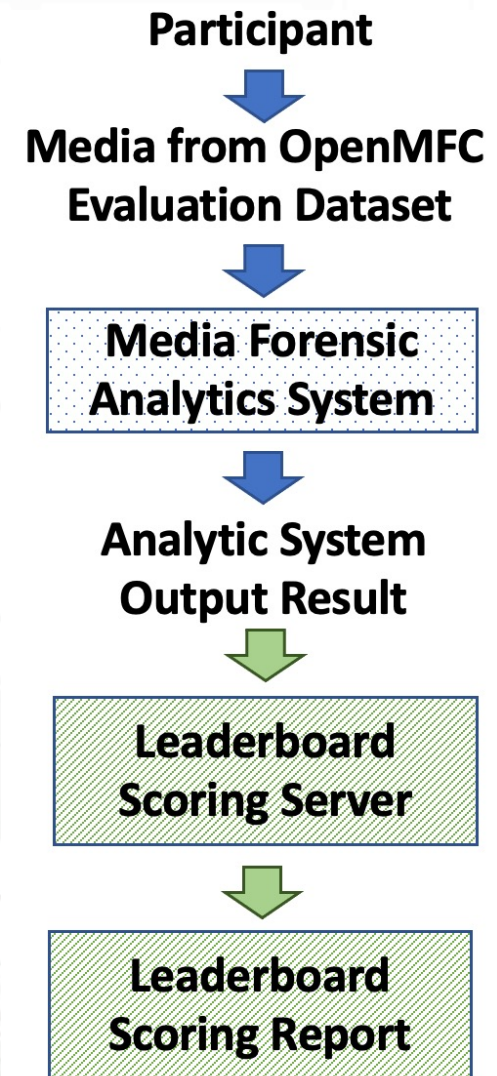 Participant
Media from OpenMFC
Evaluation Dataset
Media Forensic
Analytics System
Analytic System
Output Result
Leaderboard
Scoring Server
Leaderboard
Scoring Report